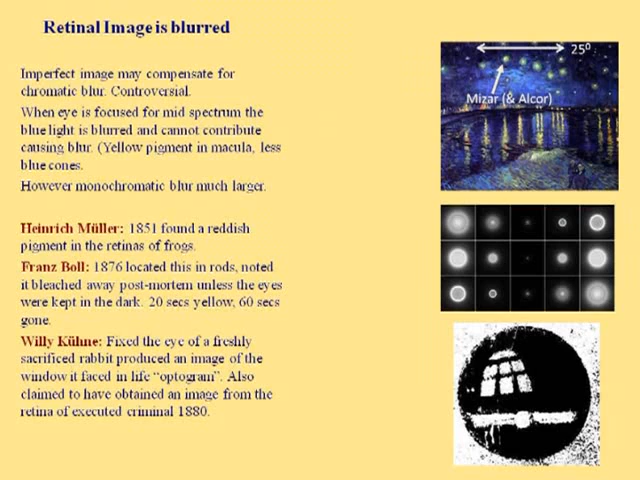 Retinal Image is blurred
Imperfect image may compensate for
chromatic blur. Controversial.
When eye is focused for mid spectrum the
blue light is blurred and cannot contribute
causing blur. (Yellow pigment in macula, less
blue cones.
However monochromatic blur much larger.
Heinrich Müller: 1851 found a reddish
pigment in the retinas of frogs.
Franz Boll: 1876 located this in rods, noted
it bleached away post-mortem unless the eyes
were kept in the dark. 20 secs yellow, 60 secs
gone.
Willy Kühne: Fixed the eye of a freshly
sacrificed rabbit produced an image of the
window it faced in life “optogram”. Also
claimed to have obtained an image from the
retina of executed criminal 1880.
25⁰
Mizar (& Alcor)